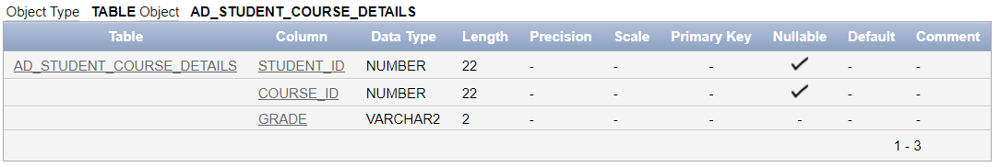 Object Type TABLE Object AD_STUDENT_COURSE_DETAILS
Table Column Data Type Length Precision Scale Primary Key Nullable Default Comment
AD_STUDENT_COURSE_DETAILS STUDENT_ID NUMBER 22 - - - ✓ - -
COURSE_ID NUMBER 22 - - - ✓ - -
GRADE VARCHAR2 2 - - - - - -
1 - 3